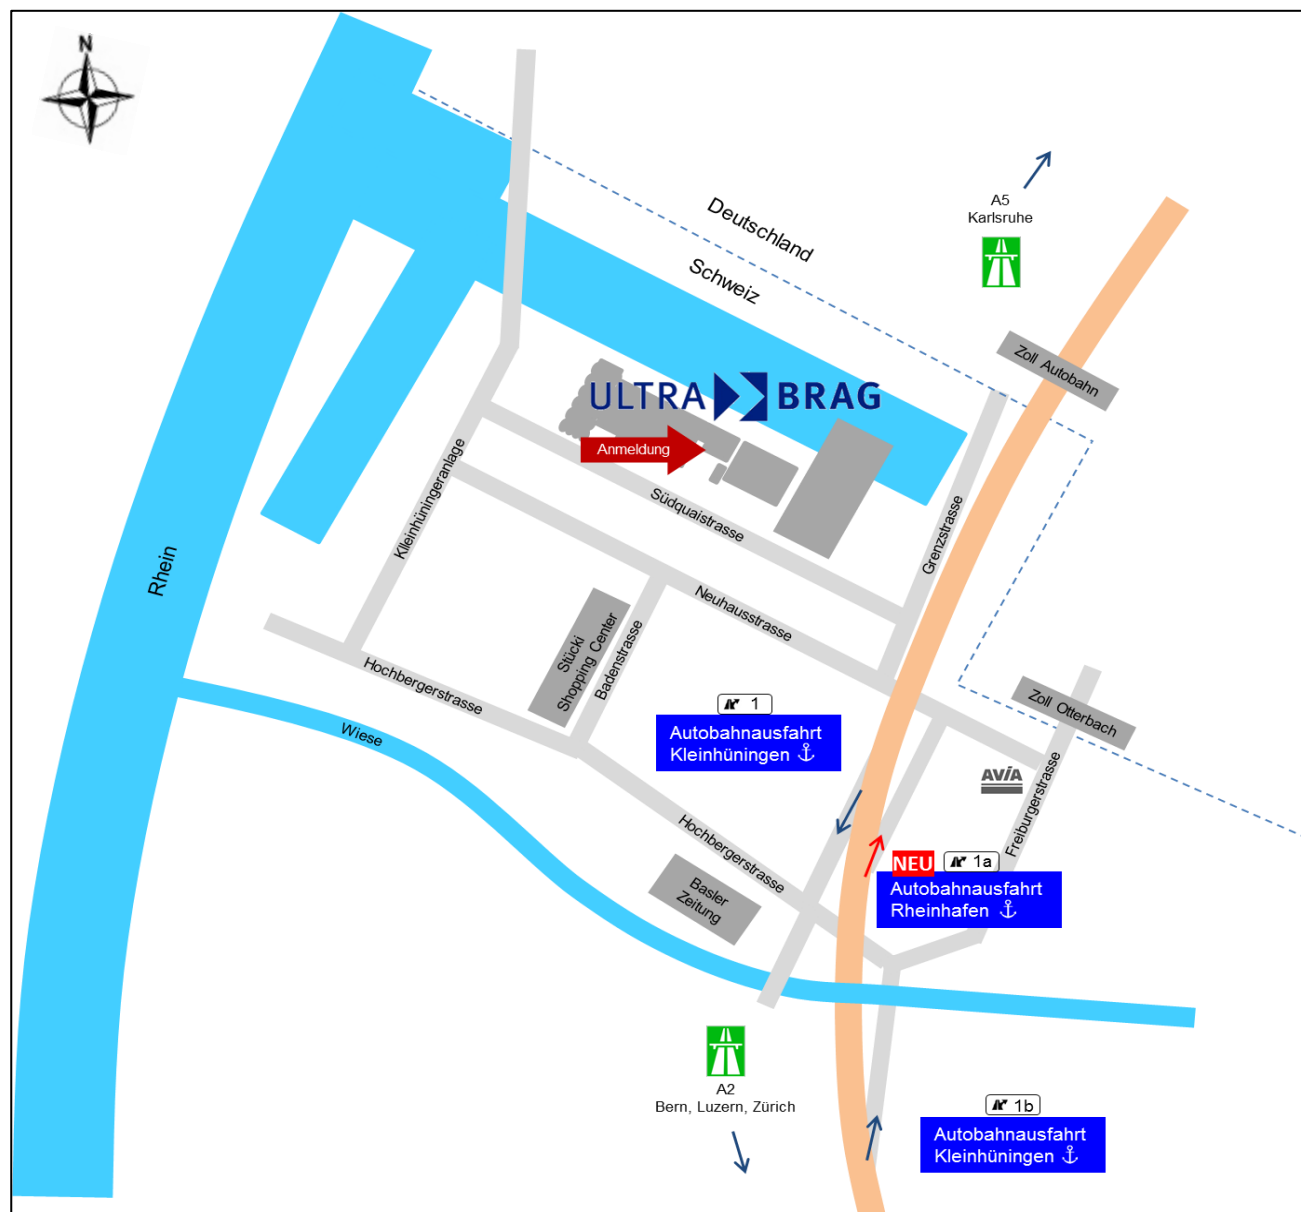 N
Deutschland
Schweiz
A5
Karlsruhe
Zoll Autobahn
ULTRA BRAG
Anmeldung
Klleinhüningeranlage
Südquaistrasse
Grenzstrasse
Rhein
Neuhausstrasse
Stücki
Shopping Center
Badenstrasse
Hochbergerstrasse
Wiese
1
Autobahnausfahrt
Kleinhüningen
Zoll Otterbach
AVIA
Freiburgerstrasse
Hochbergerstrasse
NEU 1a
Autobahnausfahrt
Rheinhafen
Basler
Zeitung
A2
Bern, Luzern, Zürich
1b
Autobahnausfahrt
Kleinhüningen